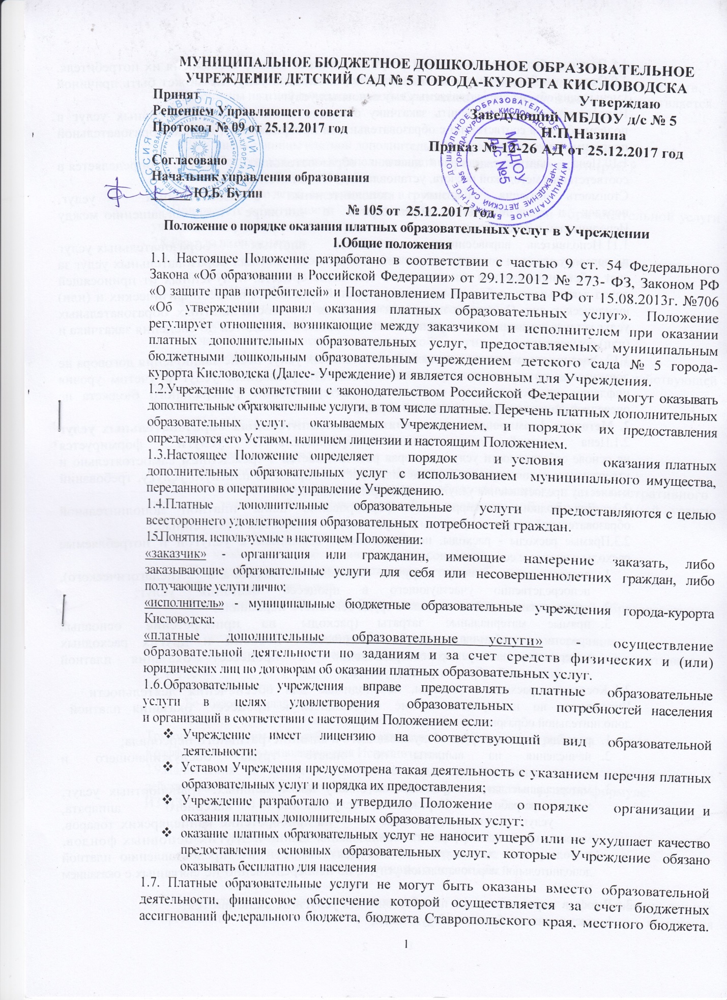 МУНИЦИПАЛЬНОЕ БЮДЖЕТНОЕ ДОШКОЛЬНОЕ ОБРАЗОВАТЕЛЬНОЕ
УЧРЕЖДЕНИЕ ДЕТСКИЙ САД № 5 ГОРОДА-КУРОРТА КИСЛОВОДСКА
Принят
Решением Управляющего совета
Протокол № 09 от 25.12.2017 год
Согласовано
Начальник управления образования
Ю.Б. Бутин
Утверждаю
Заведующий МБДОУ д/с № 5
Н.П.Назина
Приказ № 12-26 АД от 25.12.2017 год
МБДОУ
д/с №5
№ 105 от 25.12.2017 год
Положение о порядке оказания платных образовательных услуг в Учреждении
1.Общие положения
1.1. Настоящее Положение разработано в соответствии с частью 9 ст. 54 Федерального
Закона «Об образовании в Российской Федерации» от 29.12.2012 № 273- ФЗ, Законом РФ
«О защите прав потребителей» и Постановлением Правительства РФ от 15.08.2013г. №706
«Об утверждении правил оказания платных образовательных услуг». Положение
регулирует отношения, возникающие между заказчиком и исполнителем при оказании
платных дополнительных образовательных услуг, предоставляемых муниципальным
бюджетными дошкольным образовательным учреждением детского сада № 5 города-
курорта Кисловодска (Далее- Учреждение) и является основным для Учреждения.
1.2.Учреждение в соответствии с законодательством Российской Федерации могут оказывать
дополнительные образовательные услуги, в том числе платные. Перечень платных дополнительных
образовательных услуг, оказываемых Учреждением, и порядок их предоставления
определяются его Уставом, наличием лицензии и настоящим Положением.
1.3.Настоящее Положение определяет порядок и условия оказания платных
дополнительных образовательных услуг с использованием муниципального имущества,
переданного в оперативное управление Учреждению.
1.4.Платные дополнительные образовательные услуги предоставляются с целью
всестороннего удовлетворения образовательных потребностей граждан.
15.Понятия, используемые в настоящем Положении:
«заказчик» - организация или гражданин, имеющие намерение заказать, либо
заказывающие образовательные услуги для себя или несовершеннолетних граждан, либо
получающие услуги лично;
«исполнитель» - муниципальные бюджетные образовательные учреждения города-курорта
Кисловодска;
«платные дополнительные образовательные услуги» - осуществление
образовательной деятельности по заданиям и за счет средств физических и (или)
юридических лиц по договорам об оказании платных образовательных услуг.
1.6.Образовательные учреждения вправе предоставлять платные образовательные
услуги в целях удовлетворения образовательных потребностей населения
и организаций в соответствии с настоящим Положением если:
❖ Учреждение имеет лицензию на соответствующий вид образовательной
деятельности;
❖ Уставом Учреждения предусмотрена такая деятельность с указанием перечня платных
образовательных услуг и порядка их предоставления;
❖ Учреждение разработало и утвердило Положение о порядке организации и
оказания платных дополнительных образовательных услуг;
❖ оказание платных образовательных услуг не наносит ущерб или не ухудшает качество
предоставления основных образовательных услуг, которые Учреждение обязано
оказывать бесплатно для населения
1.7. Платные образовательные услуги не могут быть оказаны вместо образовательной
деятельности, финансовое обеспечение которой осуществляется за счет бюджетных
ассигнований федерального бюджета, бюджета Ставропольского края, местного бюджета.
1